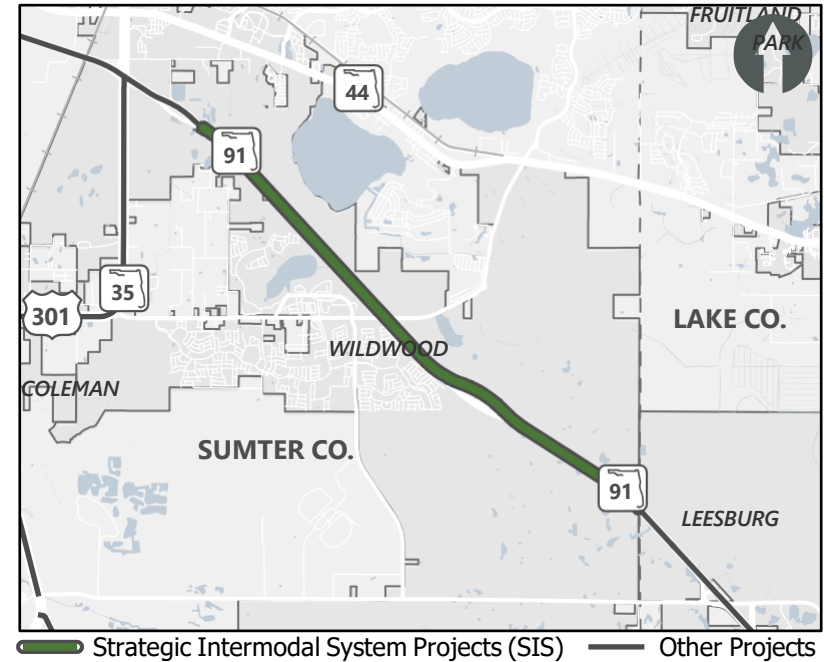 FRUITLAND
PARK
44
91
35
301
LAKE CO.
WILDWOOD
COLEMAN
SUMTER CO.
91
LEESBURG
Strategic Intermodal System Projects (SIS)
Other Projects